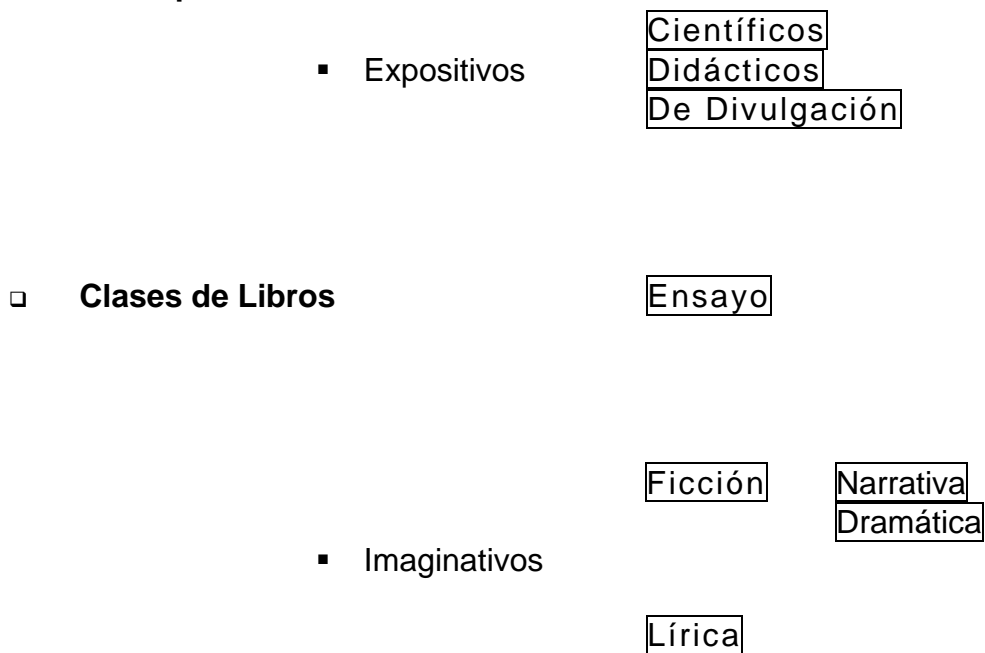 Científicos
▪ Expositivos Didácticos
De Divulgación
❑ Clases de Libros Ensayo
Ficción Narrativa
Dramática
▪ Imaginativos
Lírica